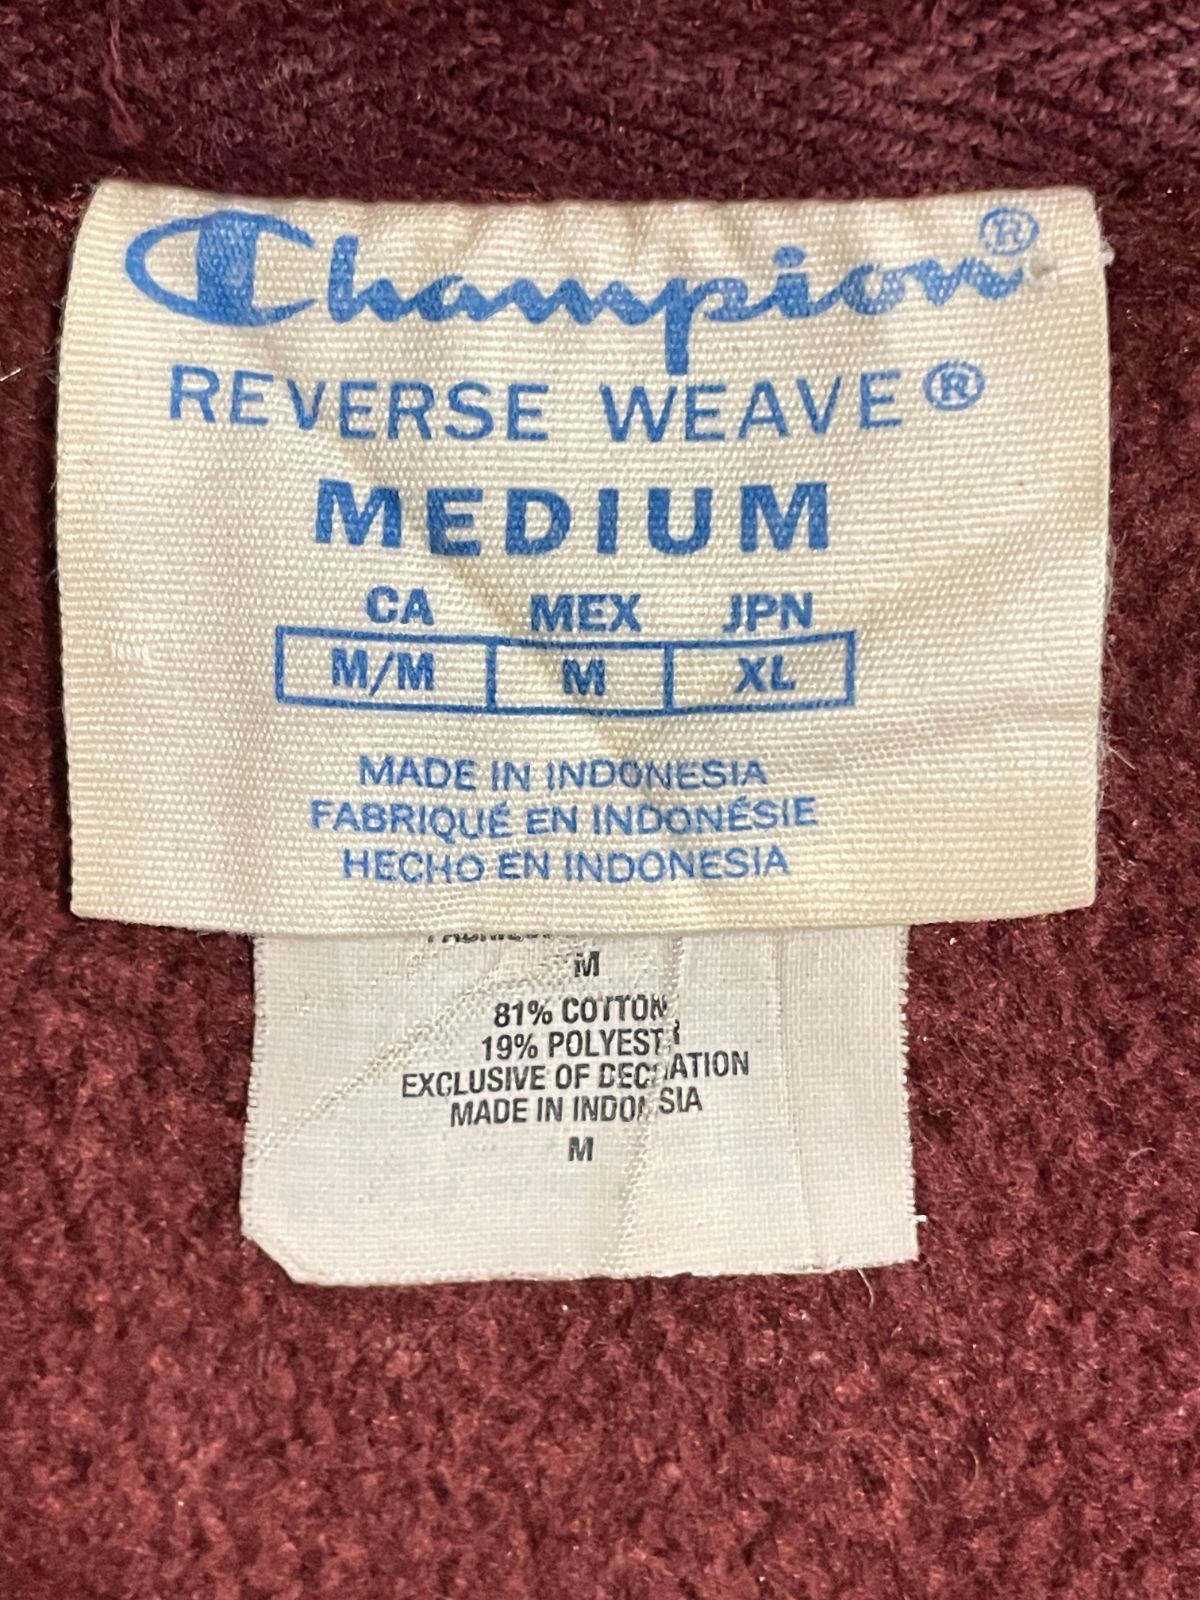 Champion®
REVERSE WEAVE®
MEDIUM
CA MEX JPN
M/M M XL
MADE IN INDONESIA
FABRIQUÉ EN INDONÉSIE
HECHO EN INDONESIA
M
81% COTTON
19% POLYESTER
EXCLUSIVE OF DECORATION
MADE IN INDONESIA
M